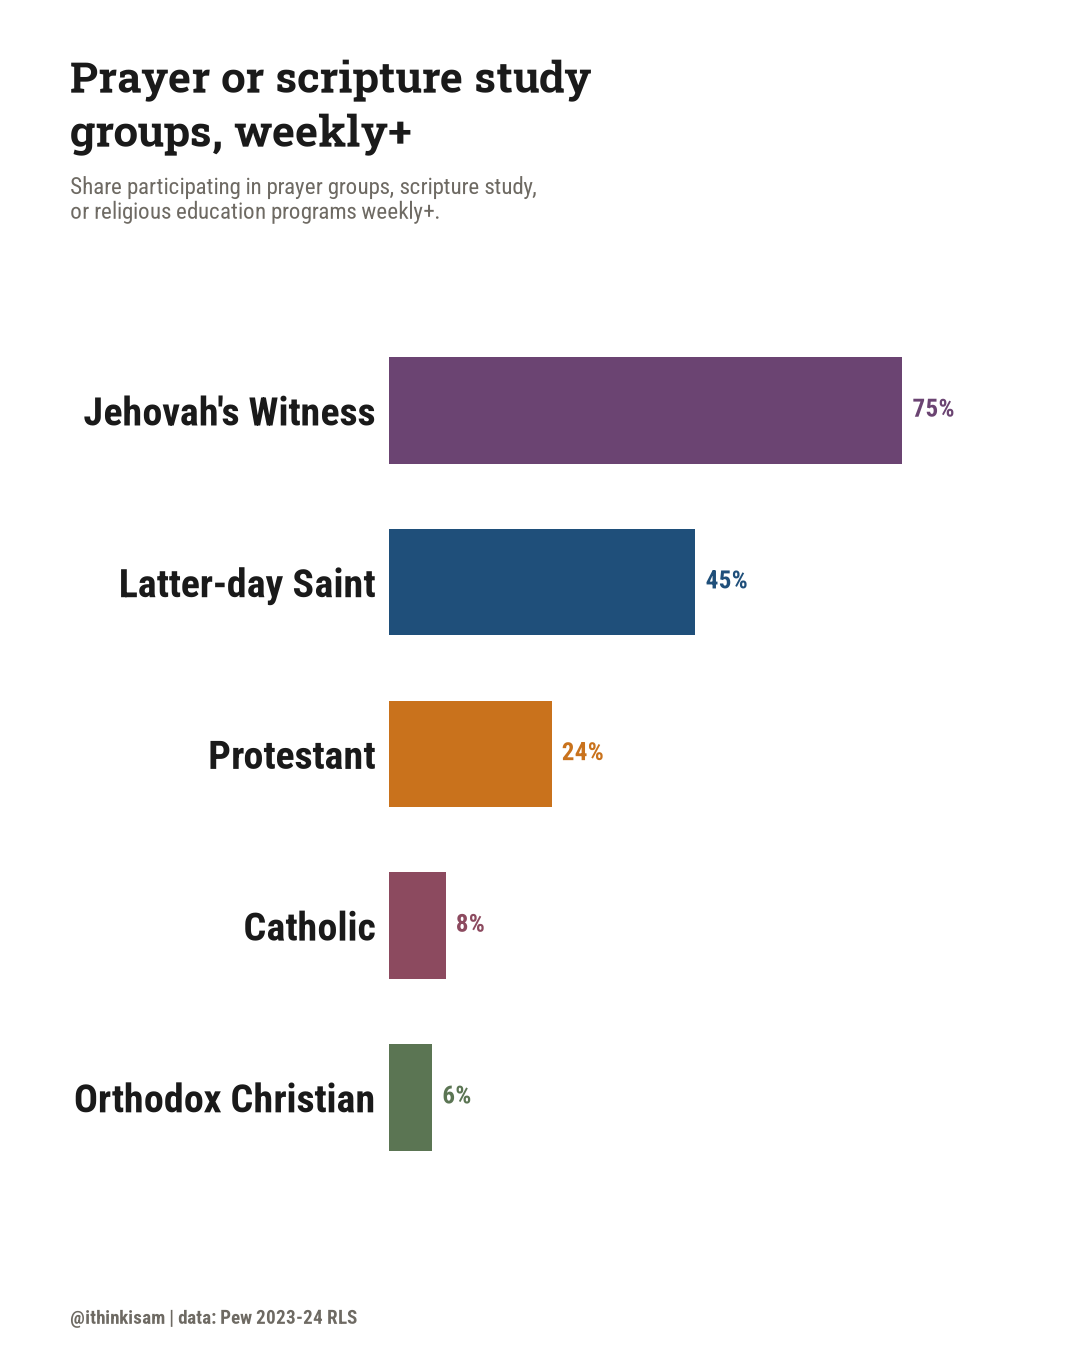 Prayer or scripture study
groups, weekly+
Share participating in prayer groups, scripture study,
or religious education programs weekly+.
Jehovah's Witness
75%
Latter-day Saint
45%
Protestant
24%
Catholic
8%
Orthodox Christian
6%
@ithinkisam | data: Pew 2023-24 RLS